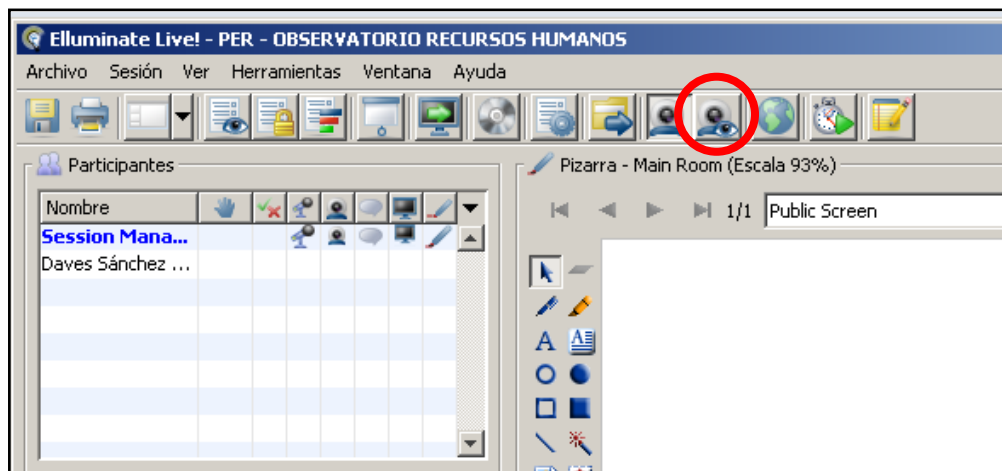 Elluminate Live! - PER - OBSERVATORIO RECURSOS HUMANOS
Archivo Sesión Ver Herramientas Ventana Ayuda
Participantes
Nombre
Session Mana...
Daves Sánchez ...
Pizarra - Main Room (Escala 93%)
1/1 Public Screen
A A